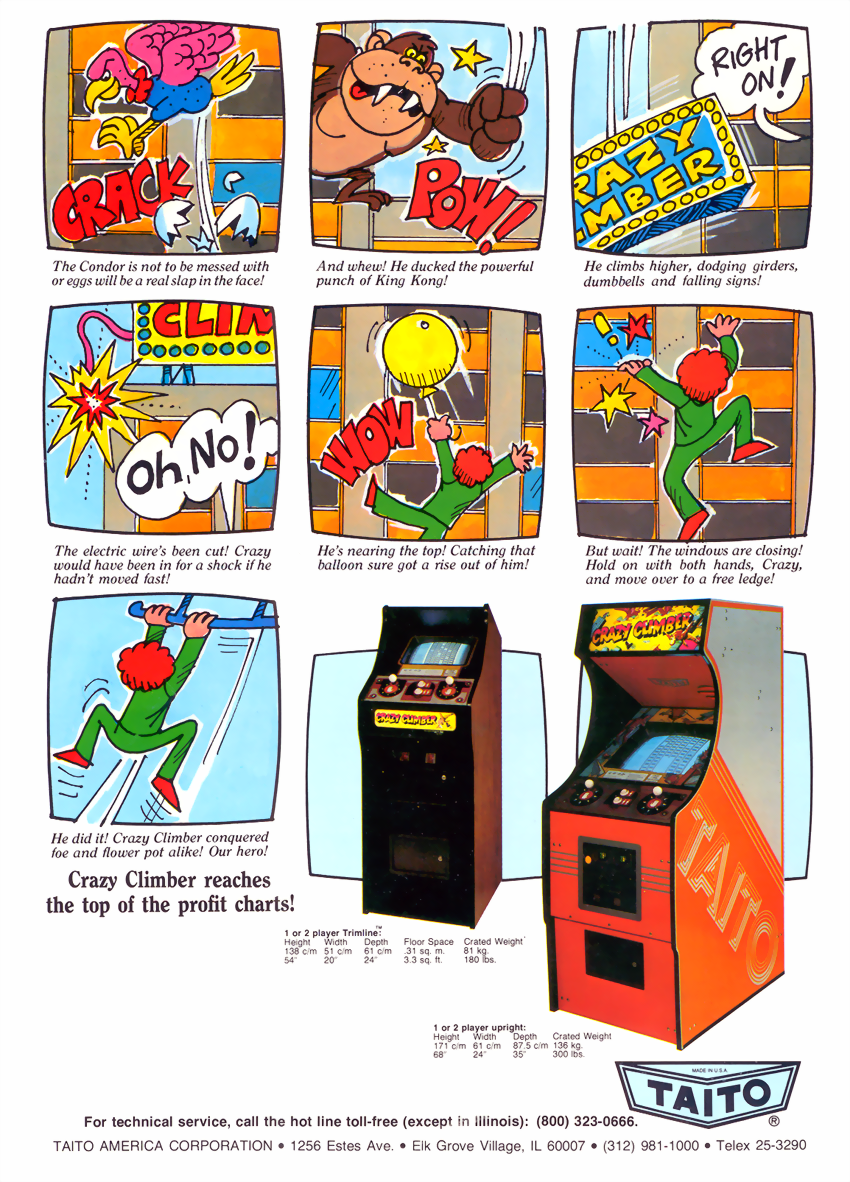 CRACK
The Condor is not to be messed with
or eggs will be a real slap in the face!
POW!
And whew! He ducked the powerful
punch of King Kong!
RIGHT
ON!
RAZY
IMBER
He climbs higher, dodging girders,
dumbbells and falling signs!
CLIM
Oh, No!
The electric wire's been cut! Crazy
would have been in for a shock if he
hadn't moved fast!
WOW
He's nearing the top! Catching that
balloon sure got a rise out of him!
But wait! The windows are closing!
Hold on with both hands, Crazy,
and move over to a free ledge!
He did it! Crazy Climber conquered
foe and flower pot alike! Our hero!
Crazy Climber reaches
the top of the profit charts!
CRAZY CLIMBER
CRAZY CLIMBER
TAITO
1 or 2 player Trimline:™
Height Width Depth Floor Space Crated Weight
138 c/m 51 c/m 61 c/m .31 sq. m. 81 kg.
54" 20" 24" 3.3 sq. ft. 180 lbs.
1 or 2 player upright:
Height Width Depth Crated Weight
171 c/m 61 c/m 87.5 c/m 136 kg.
68" 24" 35" 300 lbs.
MADE IN U.S.A.
TAITO
®
For technical service, call the hot line toll-free (except in Illinois): (800) 323-0666.
TAITO AMERICA CORPORATION • 1256 Estes Ave. • Elk Grove Village, IL 60007 • (312) 981-1000 • Telex 25-3290